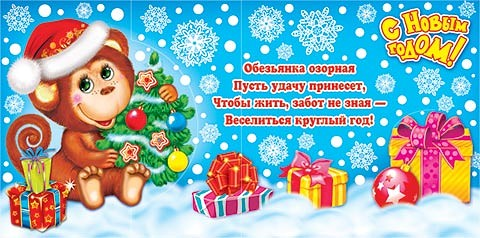 С Новым
годом!
Обезьянка озорная
Пусть удачу принесет,
Чтобы жить, забот не зная —
Веселиться круглый год!